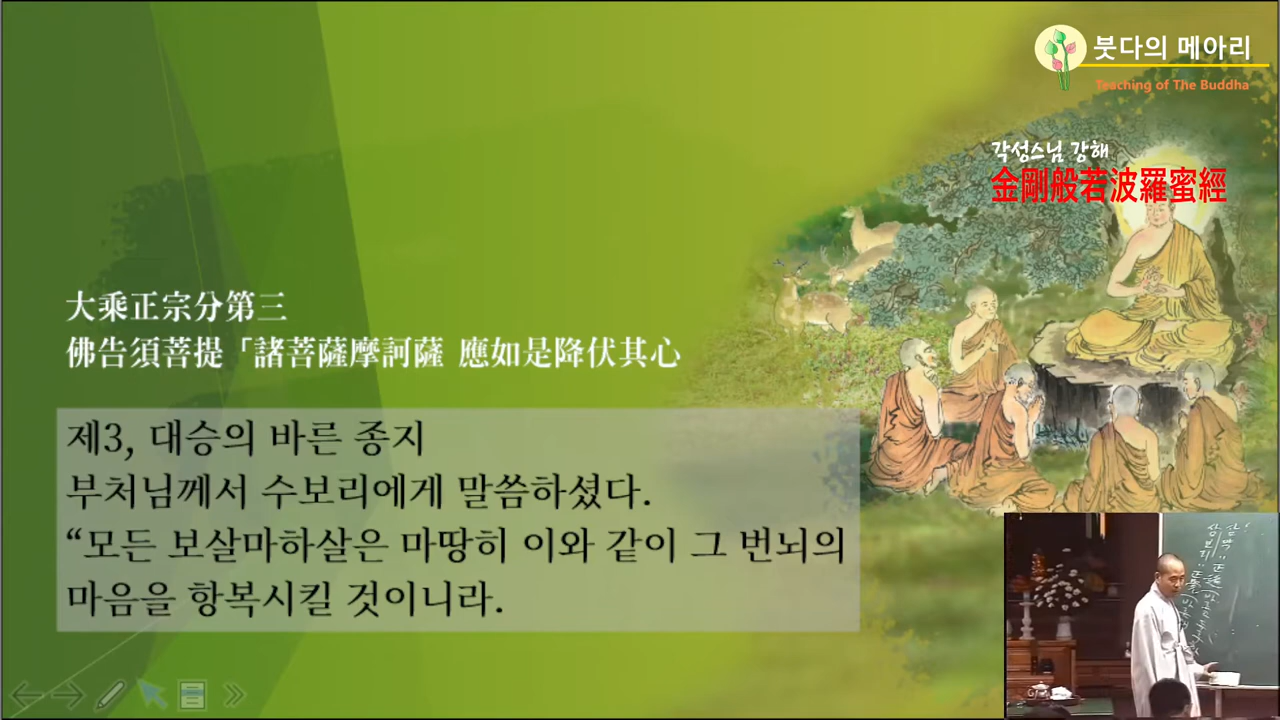 붓다의 메아리
Teaching of The Buddha
각성스님 강해
金剛般若波羅蜜經
大乘正宗分第三
佛告須菩提「諸菩薩摩訶薩 應如是降伏其心
제3, 대승의 바른 종지
부처님께서 수보리에게 말씀하셨다.
“모든 보살마하살은 마땅히 이와 같이 그 번뇌의
마음을 항복시킬 것이니라.